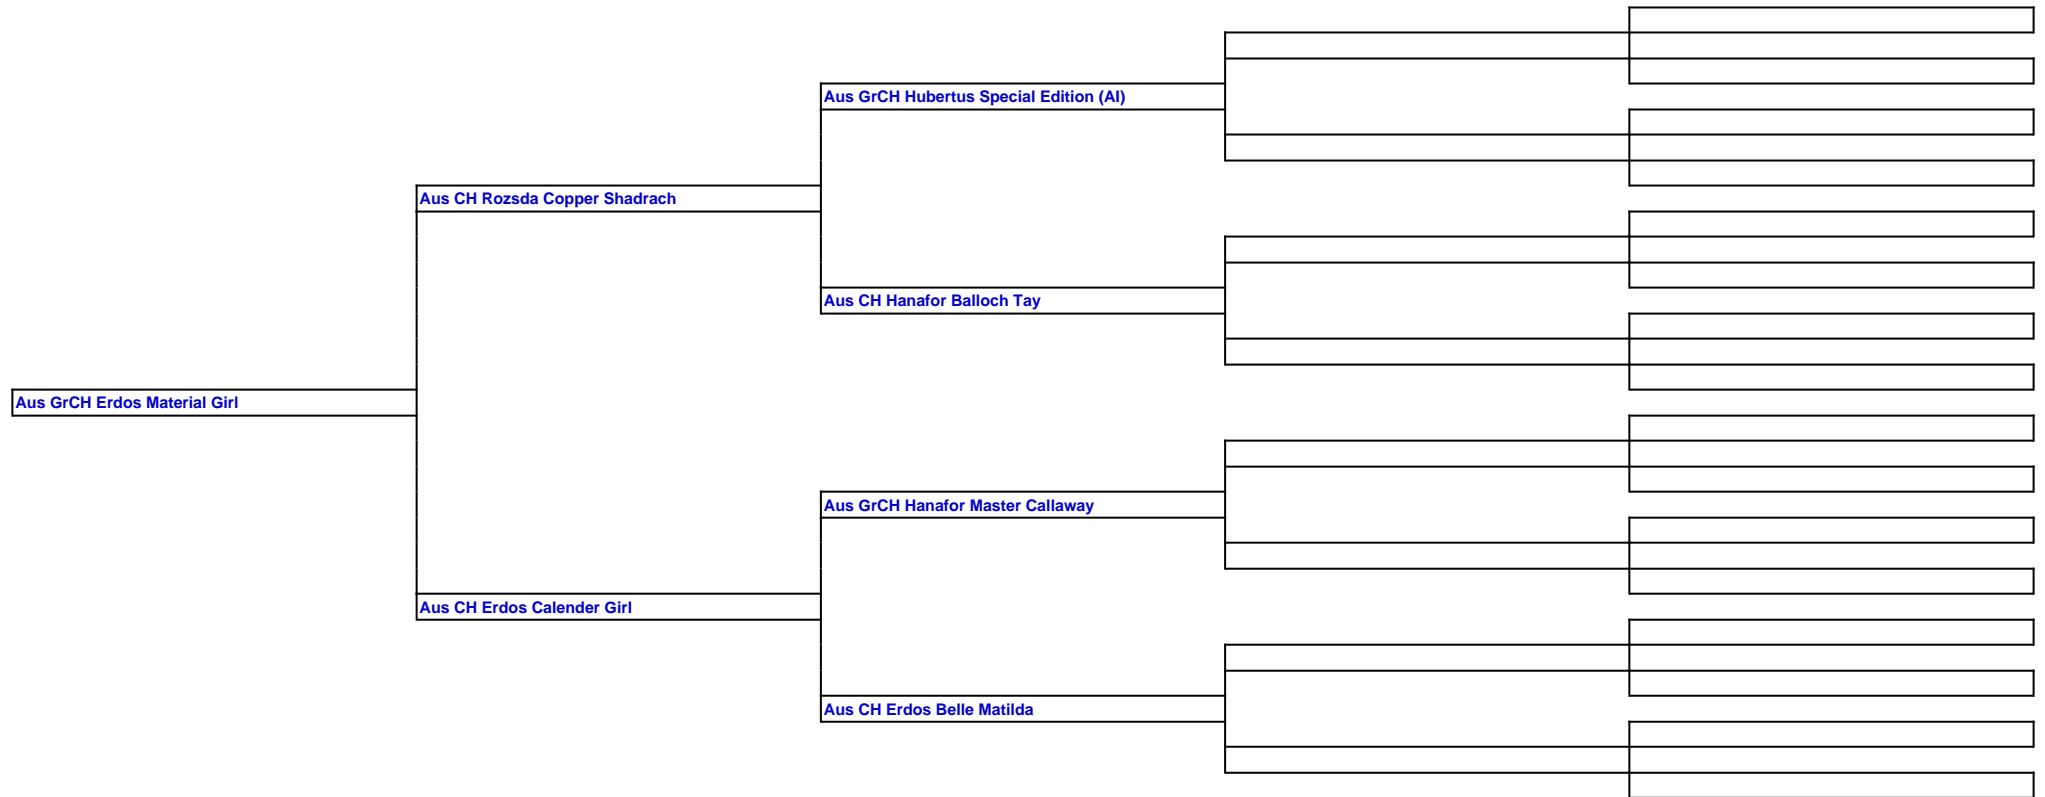 Aus GrCH Hubertus Special Edition (AI)
Aus CH Rozsda Copper Shadrach
Aus CH Hanafor Balloch Tay
Aus GrCH Erdos Material Girl
Aus GrCH Hanafor Master Callaway
Aus CH Erdos Calender Girl
Aus CH Erdos Belle Matilda